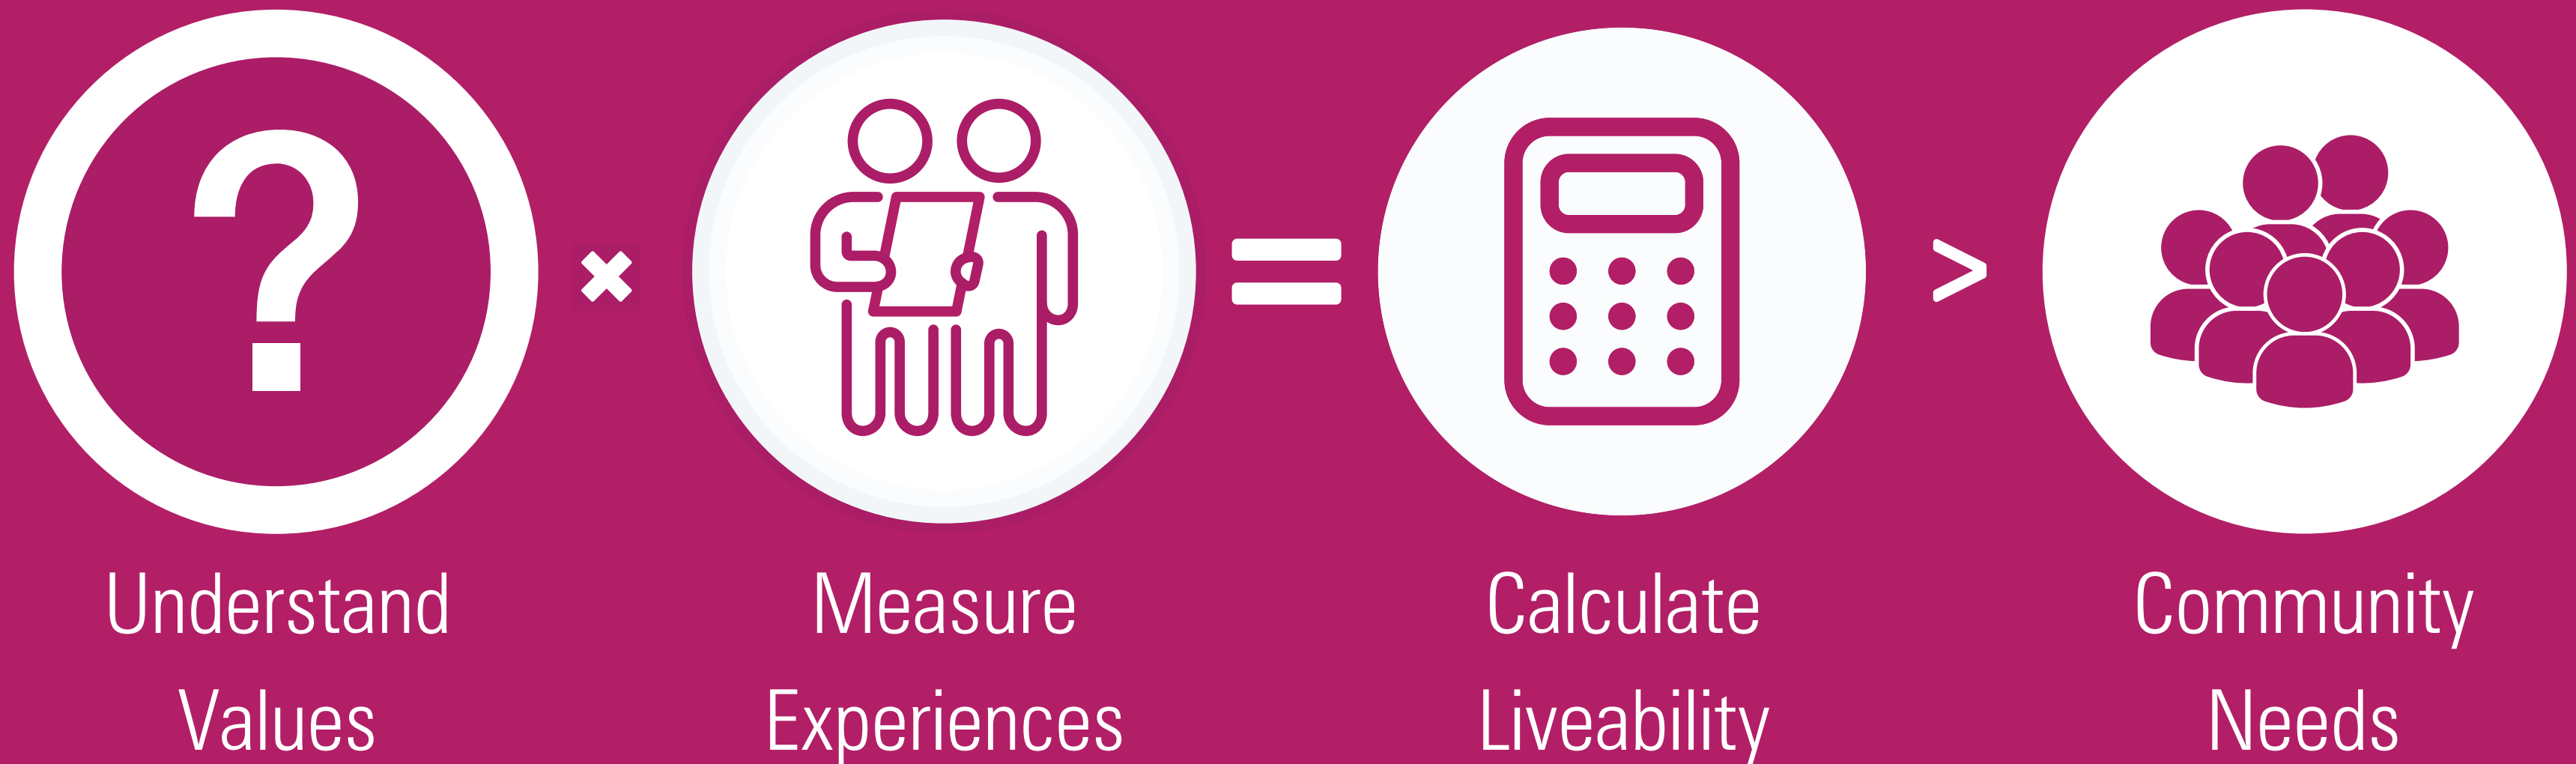 ?
× = >
Understand Values
Measure Experiences
Calculate Liveability
Community Needs